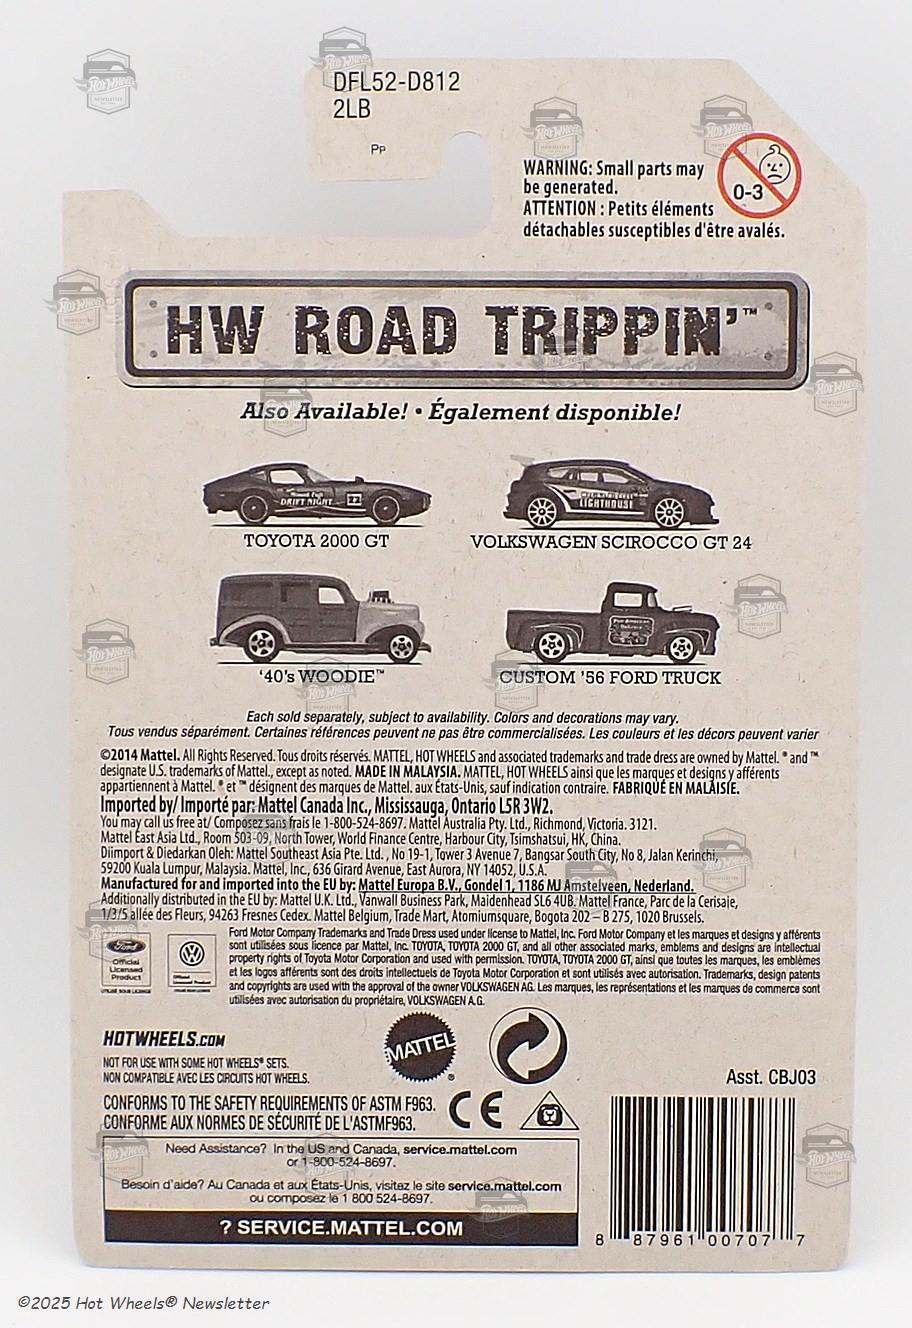 DFL52-D812
2LB
Pp
WARNING: Small parts may
be generated.
ATTENTION : Petits éléments
détachables susceptibles d'être avalés.
0-3
HW ROAD TRIPPIN'™
Also Available! • Également disponible!
DRIFT NIGHT
LIGHTHOUSE
TOYOTA 2000 GT
VOLKSWAGEN SCIROCCO GT 24
'40's WOODIE™
CUSTOM '56 FORD TRUCK
Each sold separately, subject to availability. Colors and decorations may vary.
Tous vendus séparément. Certaines références peuvent ne pas être commercialisées. Les couleurs et les décors peuvent varier
©2014 Mattel. All Rights Reserved. Tous droits réservés. MATTEL, HOT WHEELS and associated trademarks and trade dress are owned by Mattel. ® and ™
designate U.S. trademarks of Mattel., except as noted. MADE IN MALAYSIA. MATTEL, HOT WHEELS ainsi que les marques et designs y afférents
appartiennent à Mattel. ® et ™ désignent des marques de Mattel. aux États-Unis, sauf indication contraire. FABRIQUÉ EN MALAISIE.
Imported by/ Importé par: Mattel Canada Inc., Mississauga, Ontario L5R 3W2.
You may call us free at/ Composez sans frais le 1-800-524-8697. Mattel Australia Pty. Ltd., Richmond, Victoria. 3121.
Mattel East Asia Ltd., Room 503-09, North Tower, World Finance Centre, Harbour City, Tsimshatsui, HK, China.
Diimport & Diedarkan Oleh: Mattel Southeast Asia Pte. Ltd. , No 19-1, Tower 3 Avenue 7, Bangsar South City, No 8, Jalan Kerinchi,
59200 Kuala Lumpur, Malaysia. Mattel, Inc., 636 Girard Avenue, East Aurora, NY 14052, U.S.A.
Manufactured for and imported into the EU by: Mattel Europa B.V., Gondel 1, 1186 MJ Amstelveen, Nederland.
Additionally distributed in the EU by: Mattel U.K. Ltd., Vanwall Business Park, Maidenhead SL6 4UB. Mattel France, Parc de la Cerisaie,
1/3/5 allée des Fleurs, 94263 Fresnes Cedex. Mattel Belgium, Trade Mart, Atomiumsquare, Bogota 202 – B 275, 1020 Brussels.
Ford
Official
Licensed
Product
Ford Motor Company Trademarks and Trade Dress used under license to Mattel, Inc. Ford Motor Company et les marques et designs y afférents
sont utilisées sous licence par Mattel, Inc. TOYOTA, TOYOTA 2000 GT, and all other associated marks, emblems and designs are intellectual
property rights of Toyota Motor Corporation and used with permission. TOYOTA, TOYOTA 2000 GT, ainsi que toutes les marques, les emblèmes
et les logos afférents sont des droits intellectuels de Toyota Motor Corporation et sont utilisés avec autorisation. Trademarks, design patents
and copyrights are used with the approval of the owner VOLKSWAGEN AG. Les marques, les représentations et les marques de commerce sont
utilisées avec autorisation du propriétaire, VOLKSWAGEN A.G.
HOTWHEELS.COM
NOT FOR USE WITH SOME HOT WHEELS® SETS.
NON COMPATIBLE AVEC LES CIRCUITS HOT WHEELS.
MATTEL®
Asst. CBJ03
CONFORMS TO THE SAFETY REQUIREMENTS OF ASTM F963.
CONFORME AUX NORMES DE SÉCURITÉ DE L'ASTMF963.
CE
Need Assistance? In the US and Canada, service.mattel.com
or 1-800-524-8697.
Besoin d'aide? Au Canada et aux États-Unis, visitez le site service.mattel.com
ou composez le 1 800 524-8697.
? SERVICE.MATTEL.COM
8 87961 00707 7
©2025 Hot Wheels® Newsletter